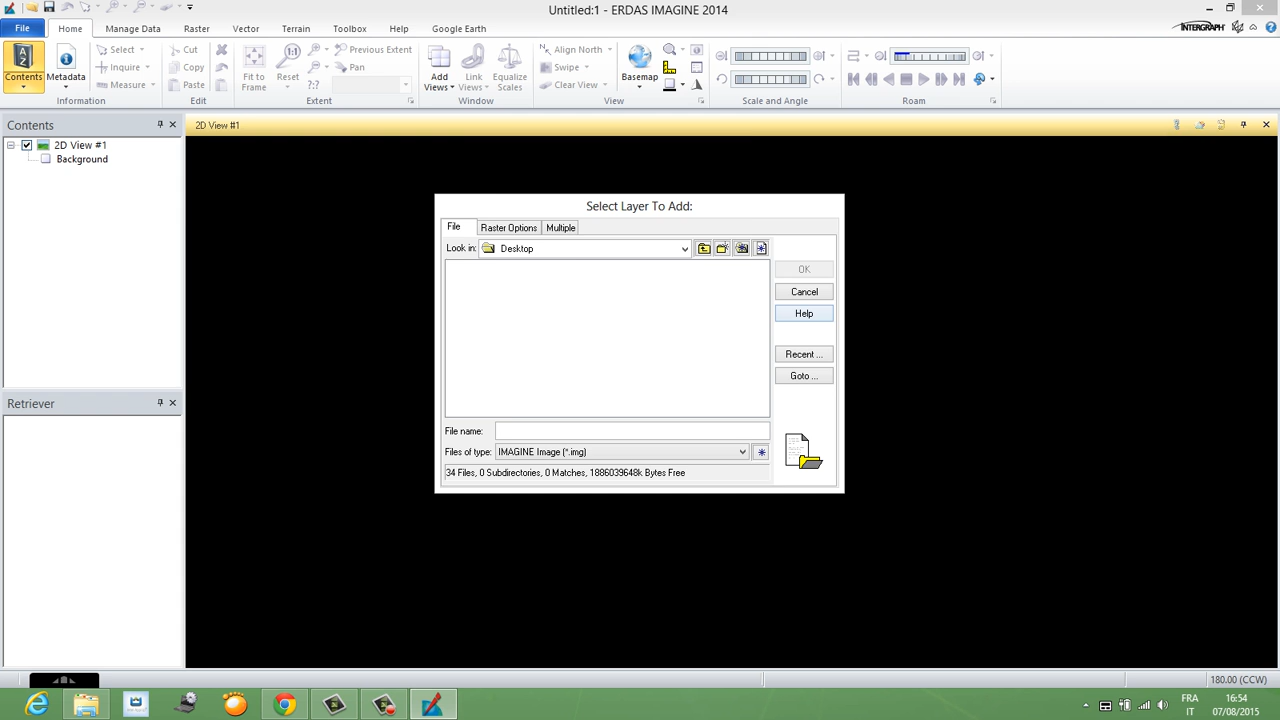 Untitled:1 - ERDAS IMAGINE 2014
File Home Manage Data Raster Vector Terrain Toolbox Help Google Earth
INTERGRAPH
Contents
Metadata
Select
Inquire
Measure
Information
Cut
Copy
Paste
Edit
Fit to Frame
Reset
1:1
?:?
Previous Extent
Pan
Extent
Add Views
Link Views
Equalize Scales
Window
Align North
Swipe
Clear View
View
Basemap
Scale and Angle
Roam
Contents
2D View #1
Background
Retriever
2D View #1
Select Layer To Add:
File Raster Options Multiple
Look in: Desktop
OK
Cancel
Help
Recent ...
Goto ...
File name:
Files of type: IMAGINE Image (*.img)
34 Files, 0 Subdirectories, 0 Matches, 1886039648k Bytes Free
180.00 (CCW)
FRA
IT
16:54
07/08/2015